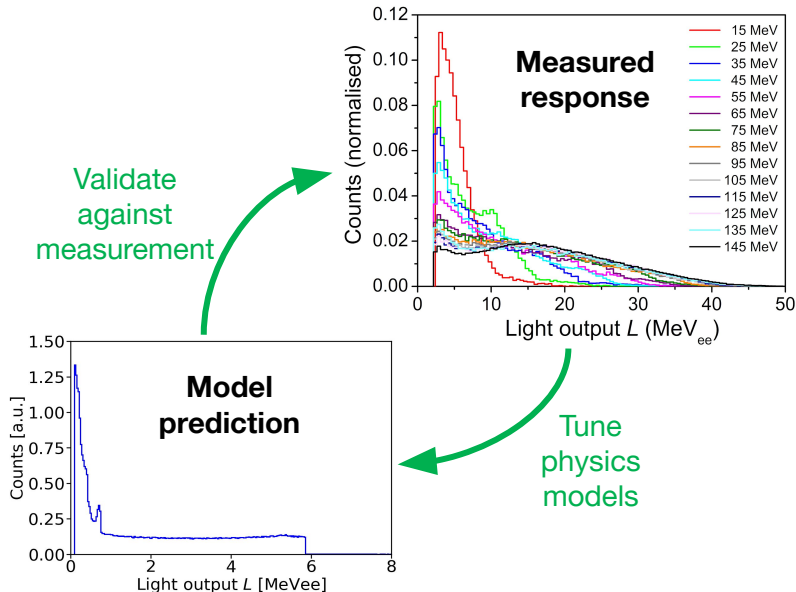 0.12
0.10
0.08
0.06
0.04
0.02
0.00
Counts (normalised)
Measured
response
15 MeV
25 MeV
35 MeV
45 MeV
55 MeV
65 MeV
75 MeV
85 MeV
95 MeV
105 MeV
115 MeV
125 MeV
135 MeV
145 MeV
0 10 20 30 40 50
Light output L (MeVee)
Validate
against
measurement
Tune
physics
models
1.50
1.25
1.00
0.75
0.50
0.25
0.00
Counts [a.u.]
Model
prediction
0 2 4 6 8
Light output L [MeVee]